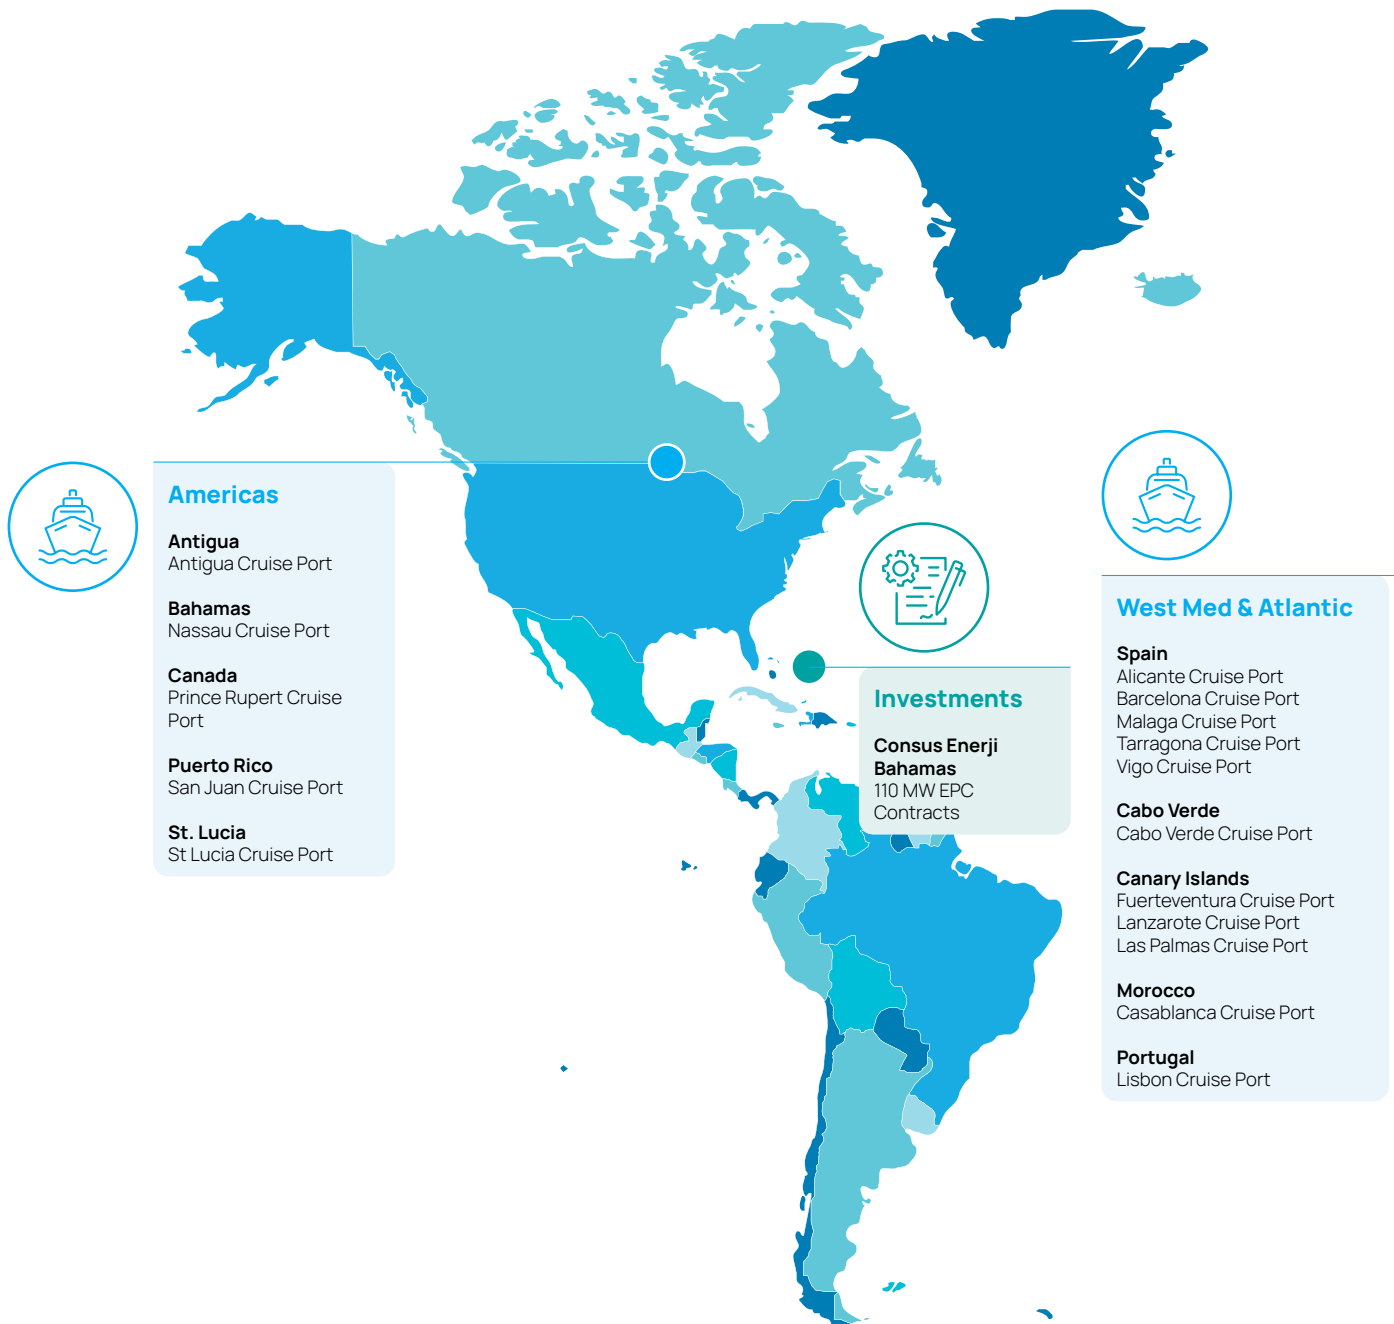 Americas
Antigua
Antigua Cruise Port
Bahamas
Nassau Cruise Port
Canada
Prince Rupert Cruise
Port
Puerto Rico
San Juan Cruise Port
St. Lucia
St Lucia Cruise Port
Investments
Consus Enerji
Bahamas
110 MW EPC
Contracts
West Med & Atlantic
Spain
Alicante Cruise Port
Barcelona Cruise Port
Malaga Cruise Port
Tarragona Cruise Port
Vigo Cruise Port
Cabo Verde
Cabo Verde Cruise Port
Canary Islands
Fuerteventura Cruise Port
Lanzarote Cruise Port
Las Palmas Cruise Port
Morocco
Casablanca Cruise Port
Portugal
Lisbon Cruise Port